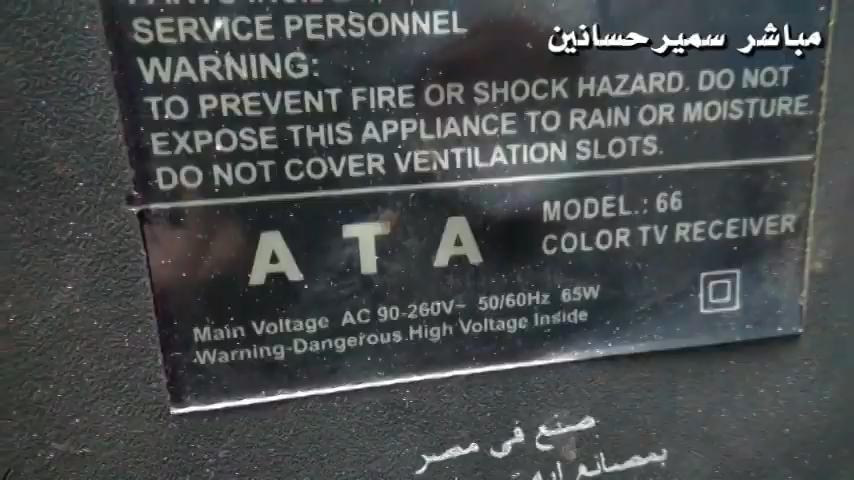 مباشر سميرحسانين
SERVICE PERSONNEL
WARNING:
TO PREVENT FIRE OR SHOCK HAZARD. DO NOT
EXPOSE THIS APPLIANCE TO RAIN OR MOISTURE.
DO NOT COVER VENTILATION SLOTS.
MODEL.: 66
ATA
COLOR TV RECEIVER
Main Voltage AC 90-260V~ 50/60Hz 65W
Warning-Dangerous High Voltage Inside
صنع فى مصر
بمصانع